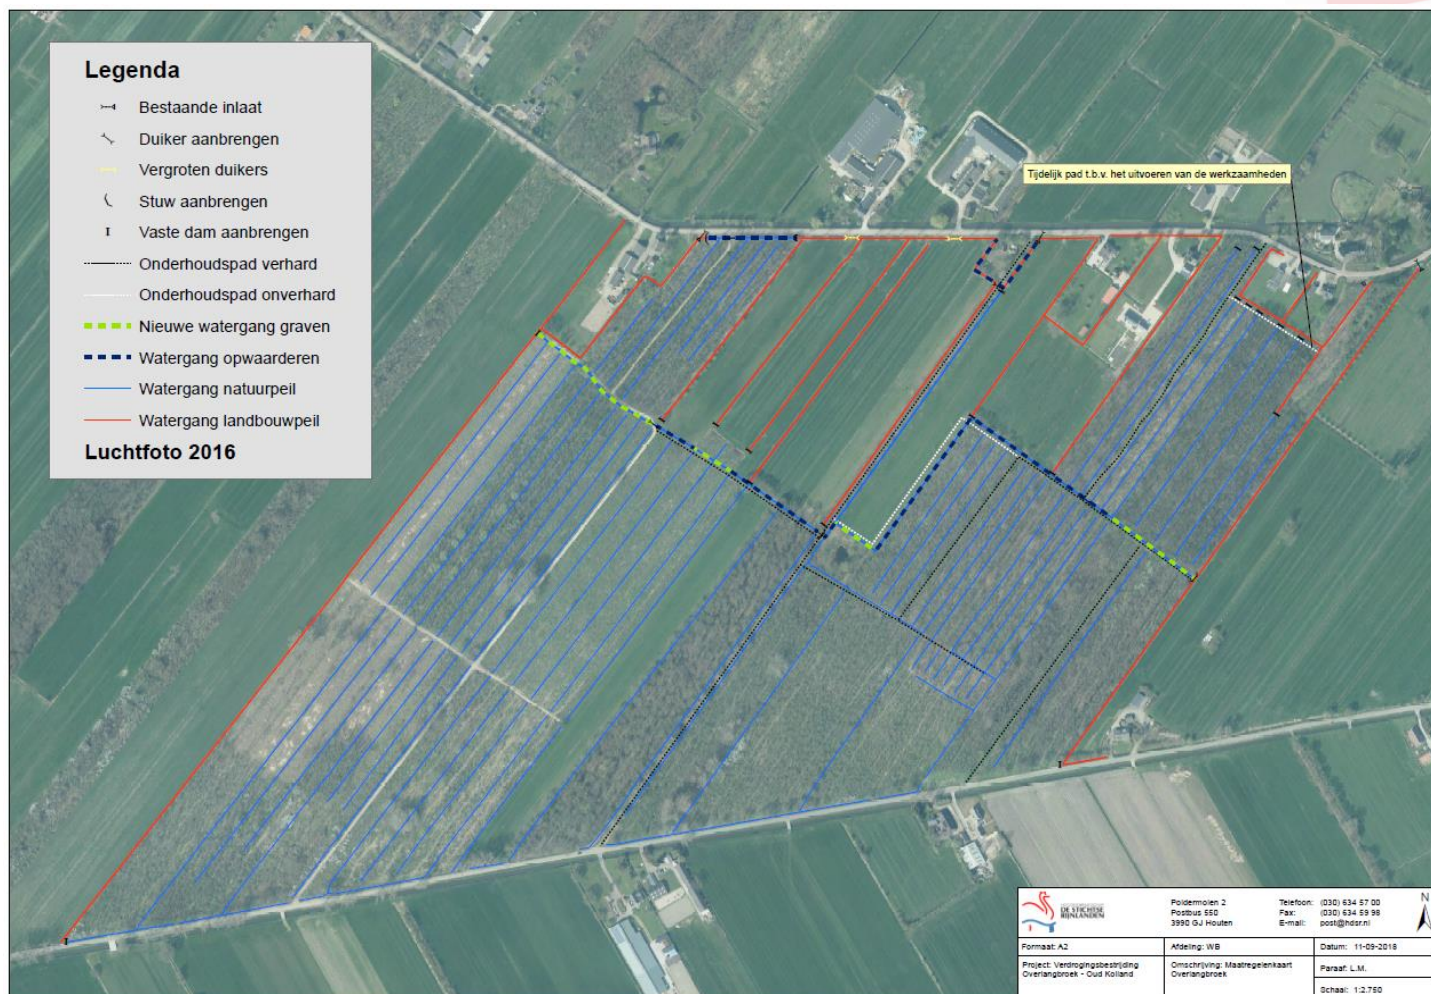 Legenda
Bestaande inlaat
Duiker aanbrengen
Vergroten duikers
Stuw aanbrengen
Vaste dam aanbrengen
Onderhoudspad verhard
Onderhoudspad onverhard
Nieuwe watergang graven
Watergang opwaarderen
Watergang natuurpeil
Watergang landbouwpeil
Luchtfoto 2016
Tijdelijk pad t.b.v. het uitvoeren van de werkzaamheden
DE STICHTSE
RIJNLANDEN
Poldermolen 2
Postbus 550
3990 GJ Houten
Telefoon: (030) 634 57 00
Fax: (030) 634 59 98
E-mail: post@hdsr.nl
N
Formaat: A2
Afdeling: WB
Datum: 11-09-2018
Project: Verdrogingsbestrijding
Overlangbroek - Oud Kolland
Omschrijving: Maatregelenkaart
Overlangbroek
Paraaf: L.M.
Schaal: 1:2.750